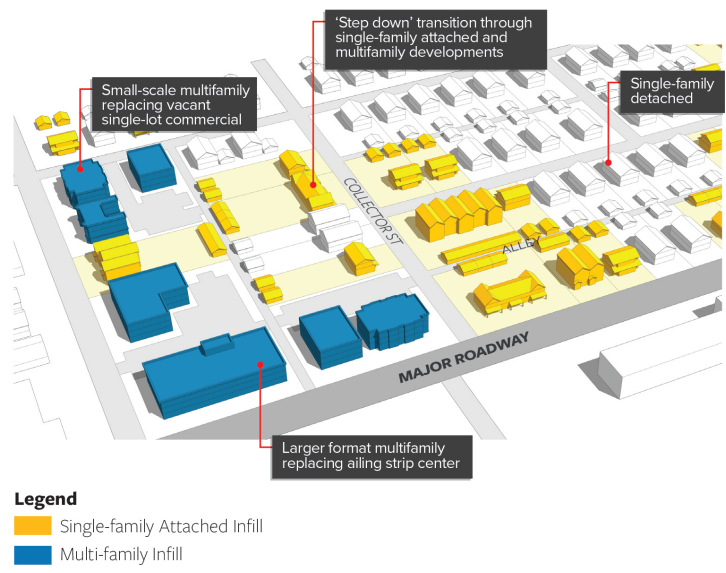 ‘Step down’ transition through
single-family attached and
multifamily developments
Small-scale multifamily
replacing vacant
single-lot commercial
Single-family
detached
COLLECTOR ST
ALLEY
MAJOR ROADWAY
Larger format multifamily
replacing ailing strip center
Legend
Single-family Attached Infill
Multi-family Infill